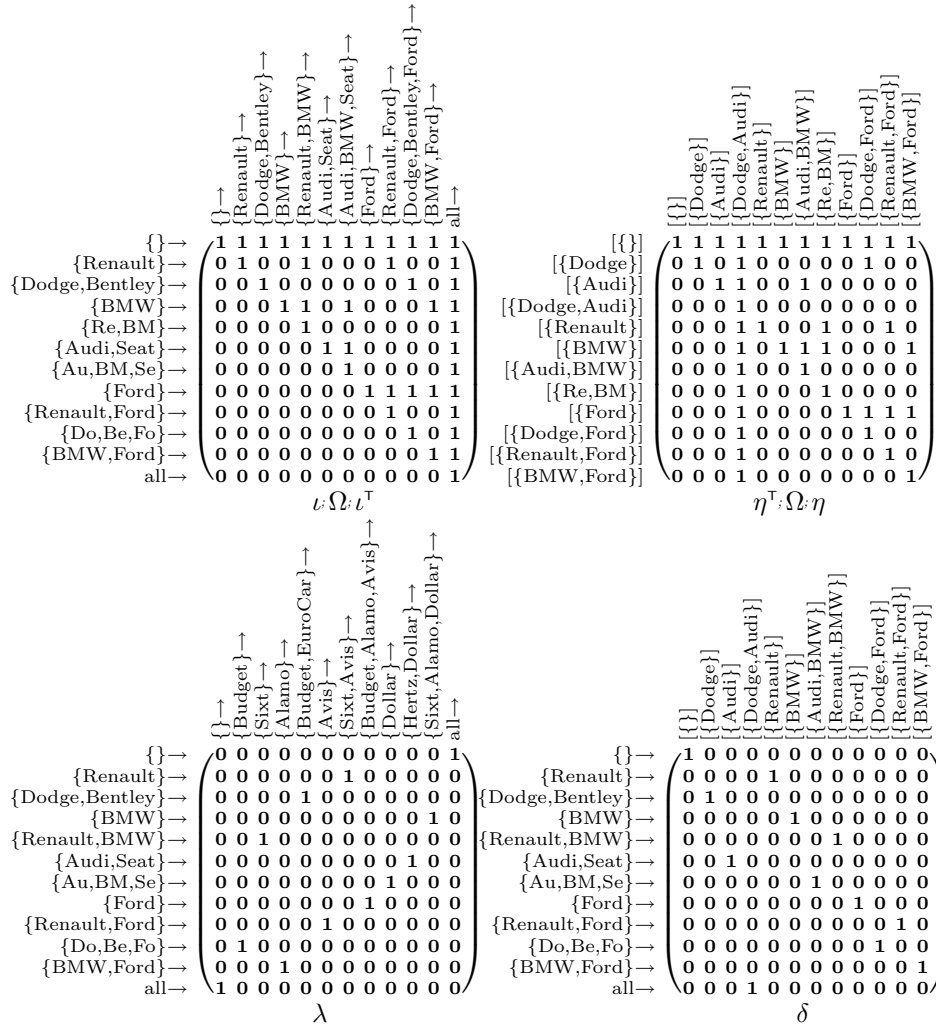 {}→
{Renault}→
{Dodge,Bentley}→
{BMW}→
{Renault,BMW}→
{Audi,Seat}→
{Audi,BMW,Seat}→
{Ford}→
{Renault,Ford}→
{Dodge,Bentley,Ford}→
{BMW,Ford}→
all→
{}→ 1 1 1 1 1 1 1 1 1 1 1 1
{Renault}→ 0 1 0 0 1 0 0 0 1 0 0 1
{Dodge,Bentley}→ 0 0 1 0 0 0 0 0 0 1 0 1
{BMW}→ 0 0 0 1 1 0 1 0 0 0 1 1
{Re,BM}→ 0 0 0 0 1 0 0 0 0 0 0 1
{Audi,Seat}→ 0 0 0 0 0 1 1 0 0 0 0 1
{Au,BM,Se}→ 0 0 0 0 0 0 1 0 0 0 0 1
{Ford}→ 0 0 0 0 0 0 0 1 1 1 1 1
{Renault,Ford}→ 0 0 0 0 0 0 0 0 1 0 0 1
{Do,Be,Fo}→ 0 0 0 0 0 0 0 0 0 1 0 1
{BMW,Ford}→ 0 0 0 0 0 0 0 0 0 0 1 1
all→ 0 0 0 0 0 0 0 0 0 0 0 1
ι;Ω;ιᵀ
[{}]
[{Dodge}]
[{Audi}]
[{Dodge,Audi}]
[{Renault}]
[{BMW}]
[{Audi,BMW}]
[{Re,BM}]
[{Ford}]
[{Dodge,Ford}]
[{Renault,Ford}]
[{BMW,Ford}]
[{}] 1 1 1 1 1 1 1 1 1 1 1 1
[{Dodge}] 0 1 0 1 0 0 0 0 0 1 0 0
[{Audi}] 0 0 1 1 0 0 1 0 0 0 0 0
[{Dodge,Audi}] 0 0 0 1 0 0 0 0 0 0 0 0
[{Renault}] 0 0 0 1 1 0 0 1 0 0 1 0
[{BMW}] 0 0 0 1 0 1 1 1 0 0 0 1
[{Audi,BMW}] 0 0 0 1 0 0 1 0 0 0 0 0
[{Re,BM}] 0 0 0 1 0 0 0 1 0 0 0 0
[{Ford}] 0 0 0 1 0 0 0 0 1 1 1 1
[{Dodge,Ford}] 0 0 0 1 0 0 0 0 0 1 0 0
[{Renault,Ford}] 0 0 0 1 0 0 0 0 0 0 1 0
[{BMW,Ford}] 0 0 0 1 0 0 0 0 0 0 0 1
ηᵀ;Ω;η
{}→
{Budget}→
{Sixt}→
{Alamo}→
{Budget,EuroCar}→
{Avis}→
{Sixt,Avis}→
{Budget,Alamo,Avis}→
{Dollar}→
{Hertz,Dollar}→
{Sixt,Alamo,Dollar}→
all→
{}→ 0 0 0 0 0 0 0 0 0 0 0 1
{Renault}→ 0 0 0 0 0 0 1 0 0 0 0 0
{Dodge,Bentley}→ 0 0 0 0 1 0 0 0 0 0 0 0
{BMW}→ 0 0 0 0 0 0 0 0 0 0 1 0
{Renault,BMW}→ 0 0 1 0 0 0 0 0 0 0 0 0
{Audi,Seat}→ 0 0 0 0 0 0 0 0 0 1 0 0
{Au,BM,Se}→ 0 0 0 0 0 0 0 0 1 0 0 0
{Ford}→ 0 0 0 0 0 0 0 1 0 0 0 0
{Renault,Ford}→ 0 0 0 0 0 1 0 0 0 0 0 0
{Do,Be,Fo}→ 0 1 0 0 0 0 0 0 0 0 0 0
{BMW,Ford}→ 0 0 0 1 0 0 0 0 0 0 0 0
all→ 1 0 0 0 0 0 0 0 0 0 0 0
λ
[{}]
[{Dodge}]
[{Audi}]
[{Dodge,Audi}]
[{Renault}]
[{BMW}]
[{Audi,BMW}]
[{Renault,BMW}]
[{Ford}]
[{Dodge,Ford}]
[{Renault,Ford}]
[{BMW,Ford}]
{}→ 1 0 0 0 0 0 0 0 0 0 0 0
{Renault}→ 0 0 0 0 1 0 0 0 0 0 0 0
{Dodge,Bentley}→ 0 1 0 0 0 0 0 0 0 0 0 0
{BMW}→ 0 0 0 0 0 1 0 0 0 0 0 0
{Renault,BMW}→ 0 0 0 0 0 0 0 1 0 0 0 0
{Audi,Seat}→ 0 0 1 0 0 0 0 0 0 0 0 0
{Au,BM,Se}→ 0 0 0 0 0 0 1 0 0 0 0 0
{Ford}→ 0 0 0 0 0 0 0 0 1 0 0 0
{Renault,Ford}→ 0 0 0 0 0 0 0 0 0 0 1 0
{Do,Be,Fo}→ 0 0 0 0 0 0 0 0 0 1 0 0
{BMW,Ford}→ 0 0 0 0 0 0 0 0 0 0 0 1
all→ 0 0 0 1 0 0 0 0 0 0 0 0
δ